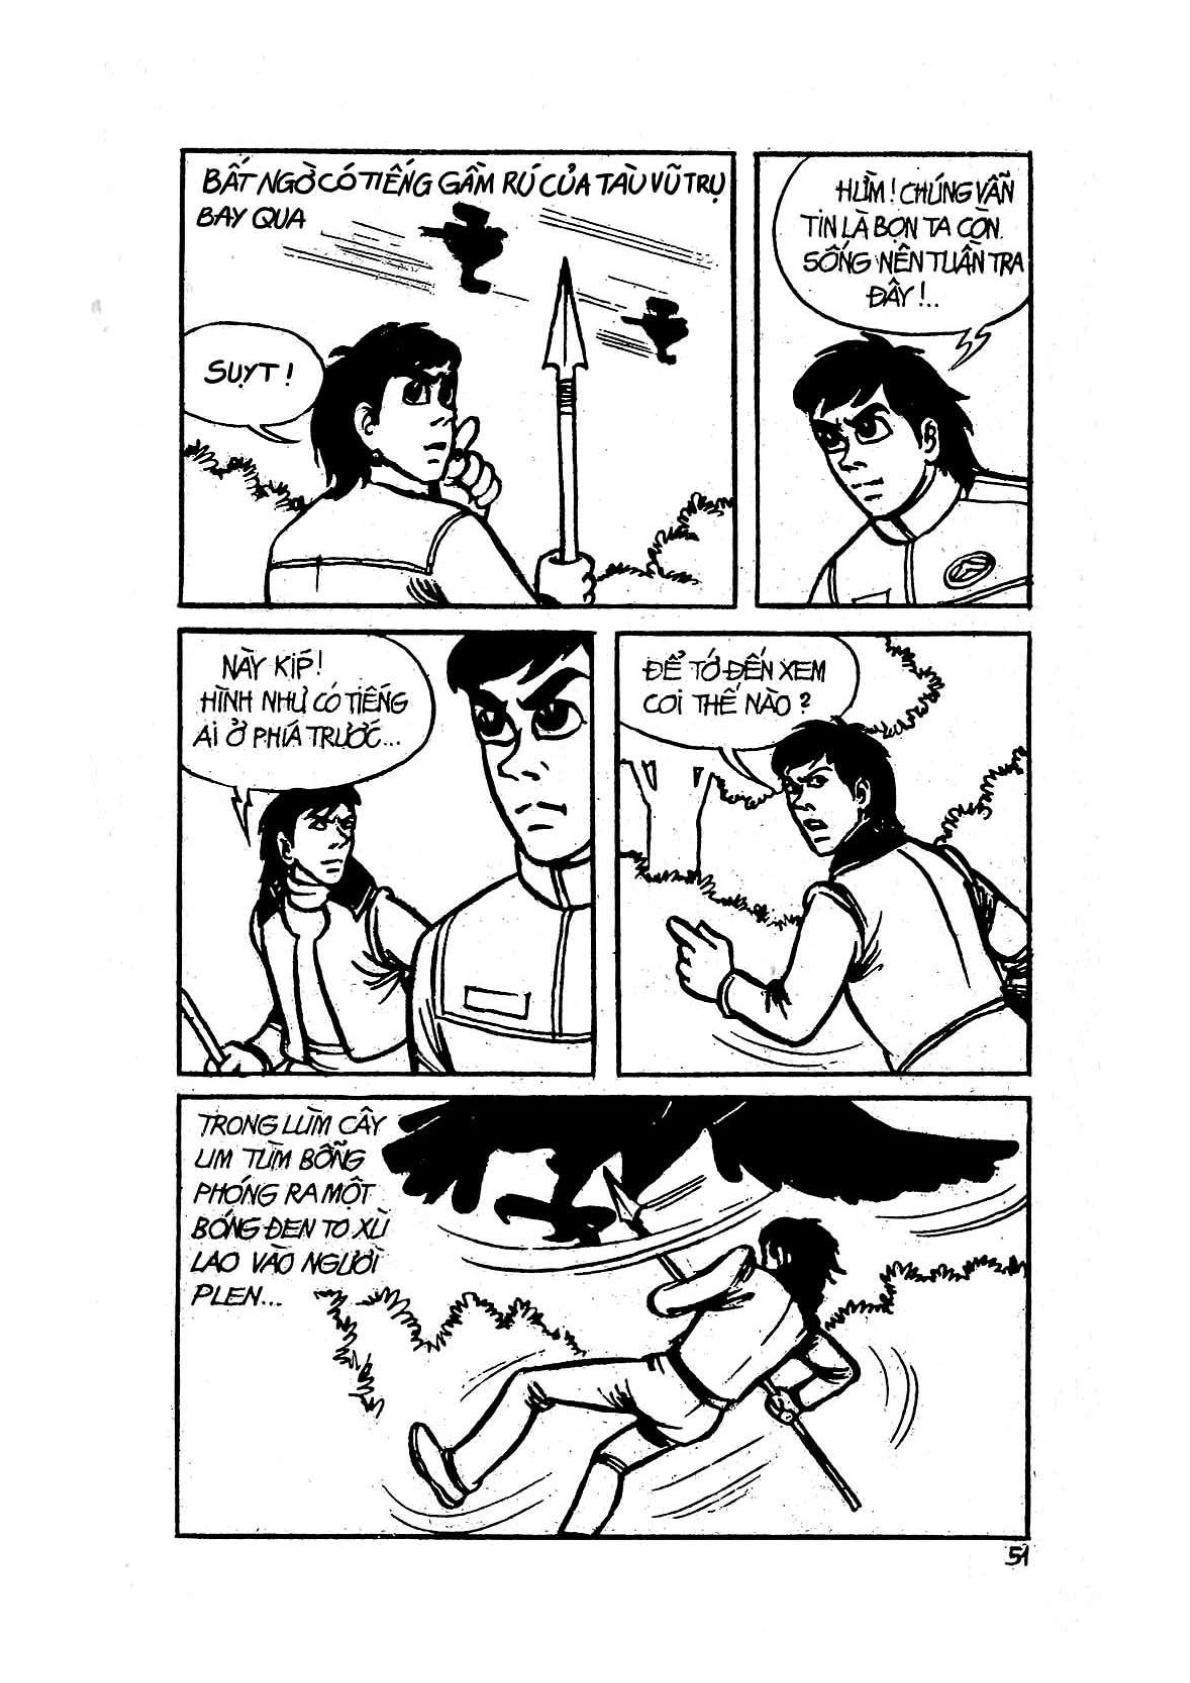 BẤT NGỜ CÓ TIẾNG GẦM RÚ CỦA TÀU VŨ TRỤ
BAY QUA
SUỴT !
HỪM ! CHÚNG VẪN
TIN LÀ BỌN TA CÒN
SỐNG NÊN TUẦN TRA
ĐÂY !..
NÀY KÍP !
HÌNH NHƯ CÓ TIẾNG
AI Ở PHÍA TRƯỚC...
ĐỂ TỚ ĐẾN XEM
COI THẾ NÀO ?
TRONG LÙM CÂY
UM TÙM BỖNG
PHÓNG RA MỘT
BÓNG ĐEN TO XÙ
LAO VÀO NGƯỜI
PLEN...
51